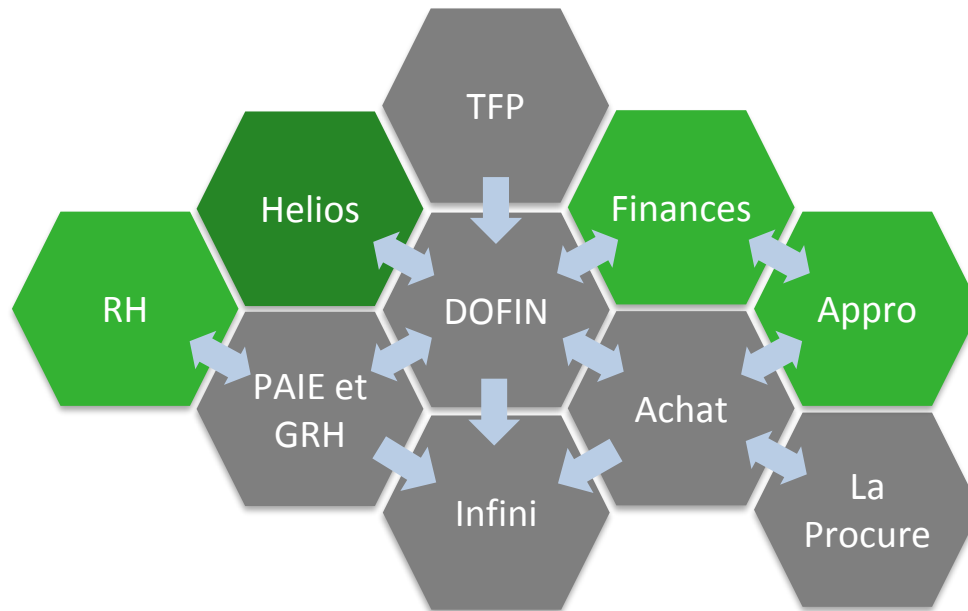 TFP
Helios
Finances
RH
DOFIN
Appro
PAIE et
GRH
Achat
Infini
La
Procure